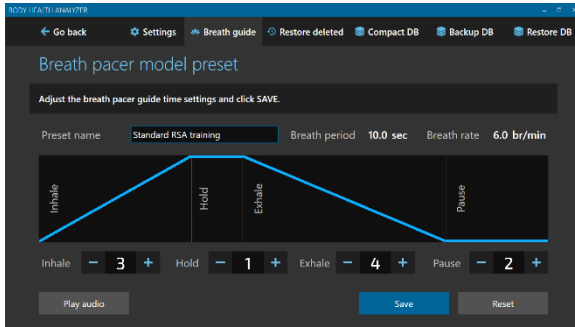 BODY HEALTH ANALYZER
Go back Settings Breath guide Restore deleted Compact DB Backup DB Restore DB
Breath pacer model preset
Adjust the breath pacer guide time settings and click SAVE.
Preset name Standard RSA training Breath period 10.0 sec Breath rate 6.0 br/min
Inhale Hold Exhale Pause
Inhale − 3 + Hold − 1 + Exhale − 4 + Pause − 2 +
Play audio Save Reset